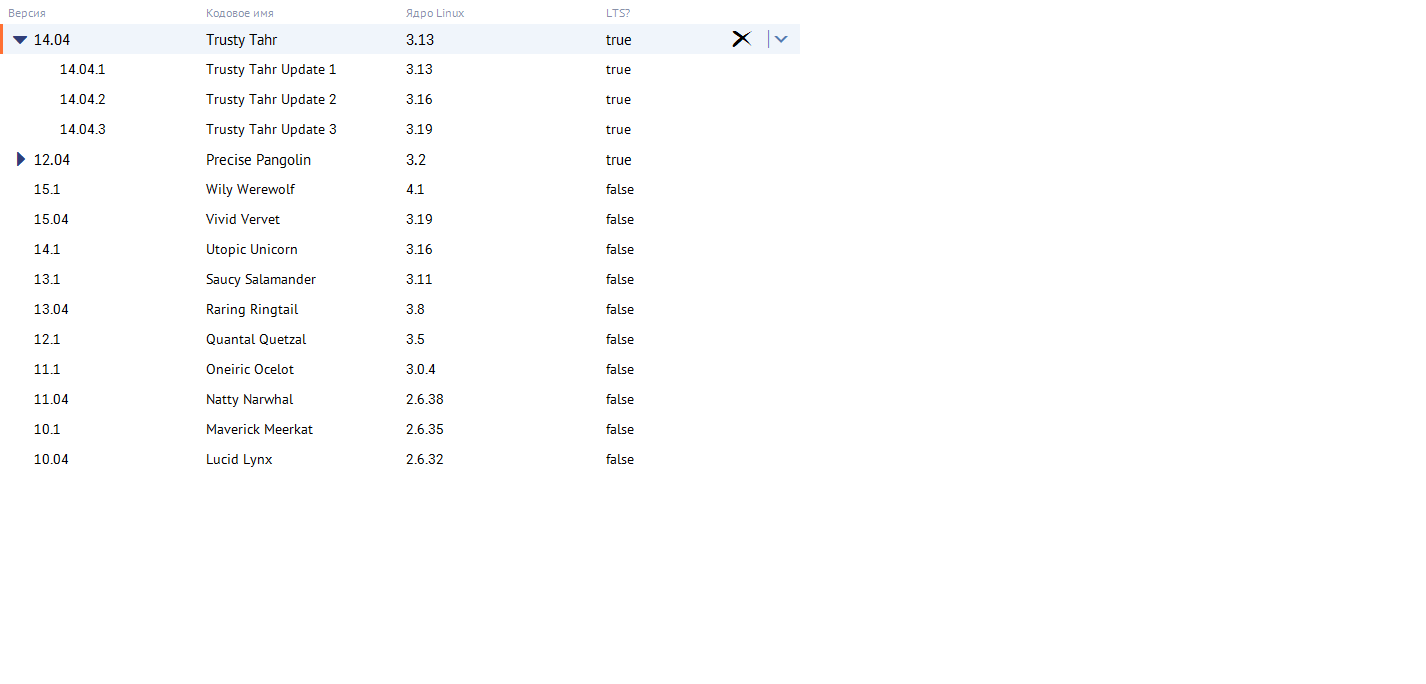 Версия Кодовое имя Ядро Linux LTS?
14.04 Trusty Tahr 3.13 true
14.04.1 Trusty Tahr Update 1 3.13 true
14.04.2 Trusty Tahr Update 2 3.16 true
14.04.3 Trusty Tahr Update 3 3.19 true
12.04 Precise Pangolin 3.2 true
15.1 Wily Werewolf 4.1 false
15.04 Vivid Vervet 3.19 false
14.1 Utopic Unicorn 3.16 false
13.1 Saucy Salamander 3.11 false
13.04 Raring Ringtail 3.8 false
12.1 Quantal Quetzal 3.5 false
11.1 Oneiric Ocelot 3.0.4 false
11.04 Natty Narwhal 2.6.38 false
10.1 Maverick Meerkat 2.6.35 false
10.04 Lucid Lynx 2.6.32 false